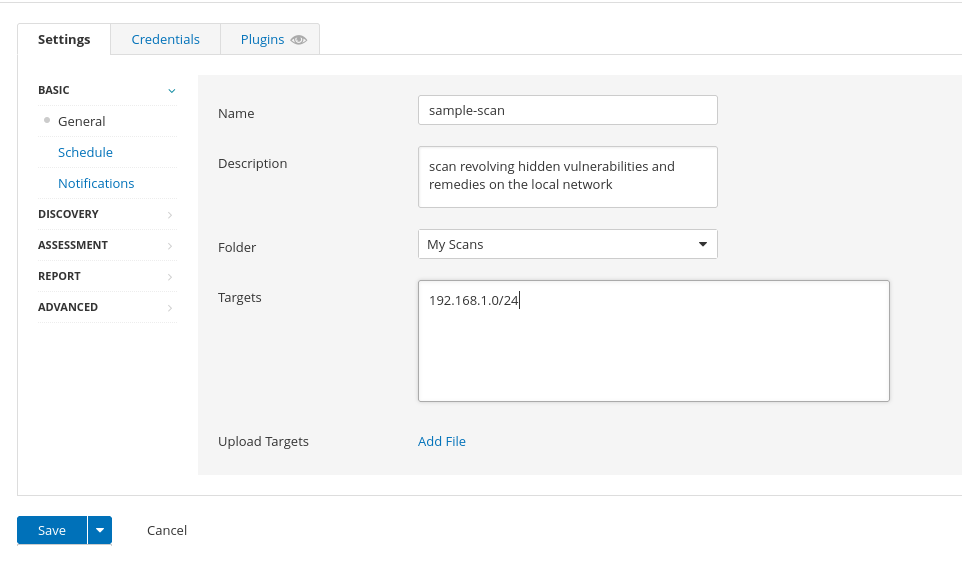 Settings
Credentials
Plugins
BASIC
General
Schedule
Notifications
DISCOVERY
ASSESSMENT
REPORT
ADVANCED
Name
sample-scan
Description
scan revolving hidden vulnerabilities and
remedies on the local network
Folder
My Scans
Targets
192.168.1.0/24
Upload Targets
Add File
Save
Cancel